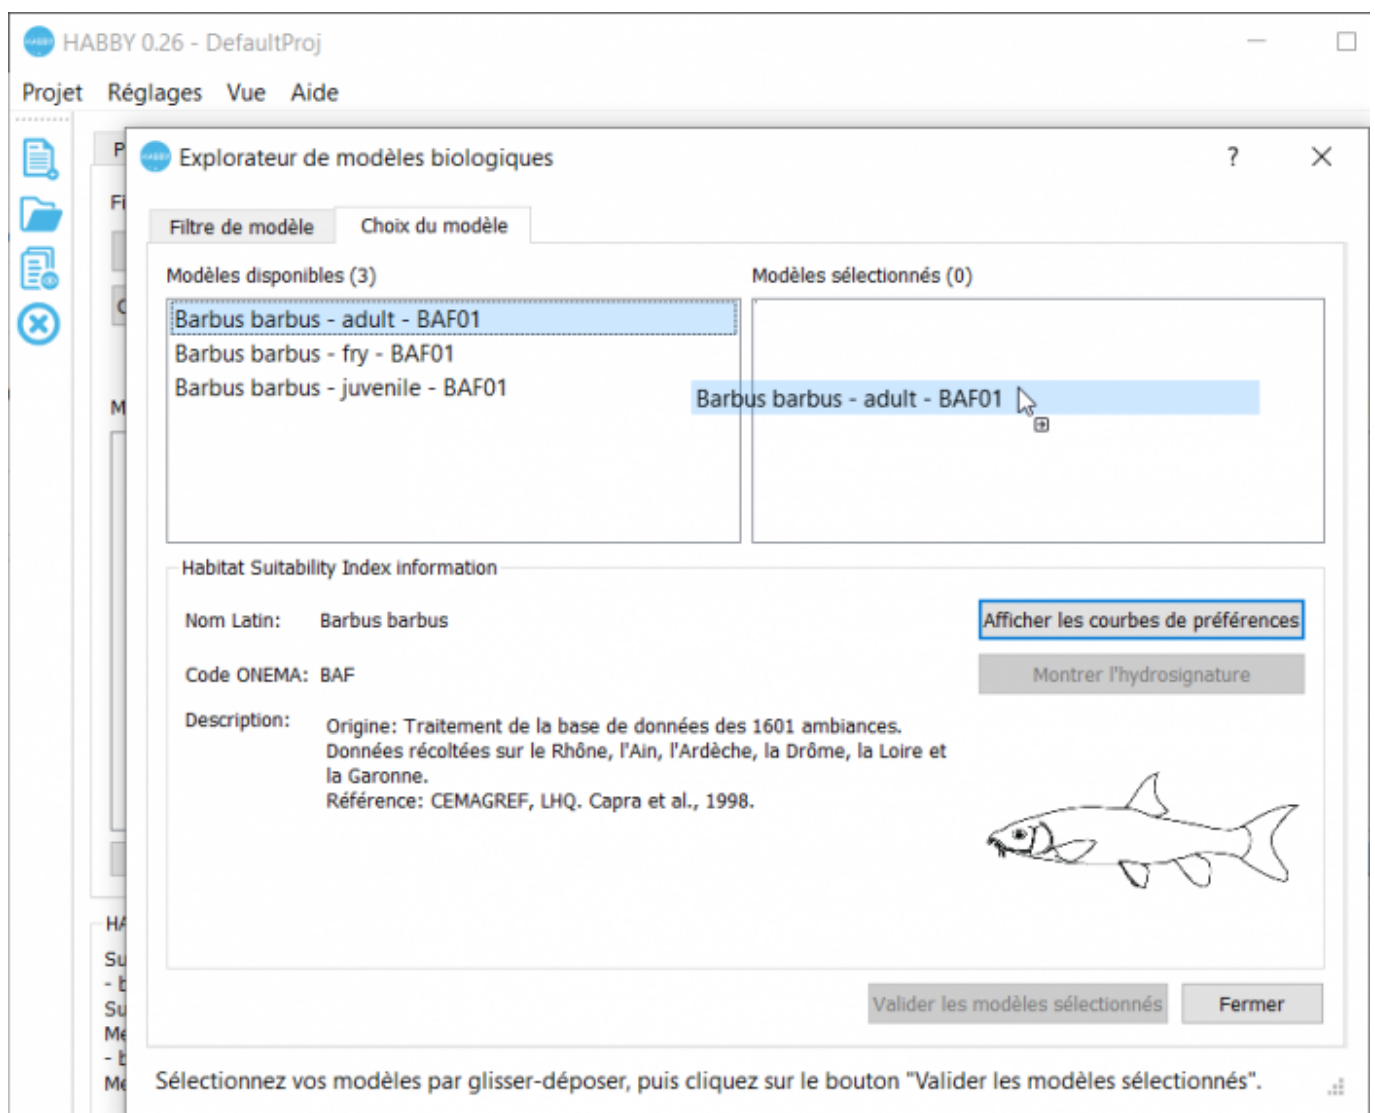 HABBY 0.26 - DefaultProj
Projet Réglages Vue Aide
HABBY Explorateur de modèles biologiques ?
Filtre de modèle Choix du modèle
Modèles disponibles (3) Modèles sélectionnés (0)
Barbus barbus - adult - BAF01
Barbus barbus - fry - BAF01
Barbus barbus - juvenile - BAF01
Barbus barbus - adult - BAF01
Habitat Suitability Index information
Nom Latin: Barbus barbus
Afficher les courbes de préférences
Code ONEMA: BAF
Montrer l'hydrosignature
Description: Origine: Traitement de la base de données des 1601 ambiances.
Données récoltées sur le Rhône, l'Ain, l'Ardèche, la Drôme, la Loire et
la Garonne.
Référence: CEMAGREF, LHQ. Capra et al., 1998.
Valider les modèles sélectionnés Fermer
Sélectionnez vos modèles par glisser-déposer, puis cliquez sur le bouton "Valider les modèles sélectionnés".